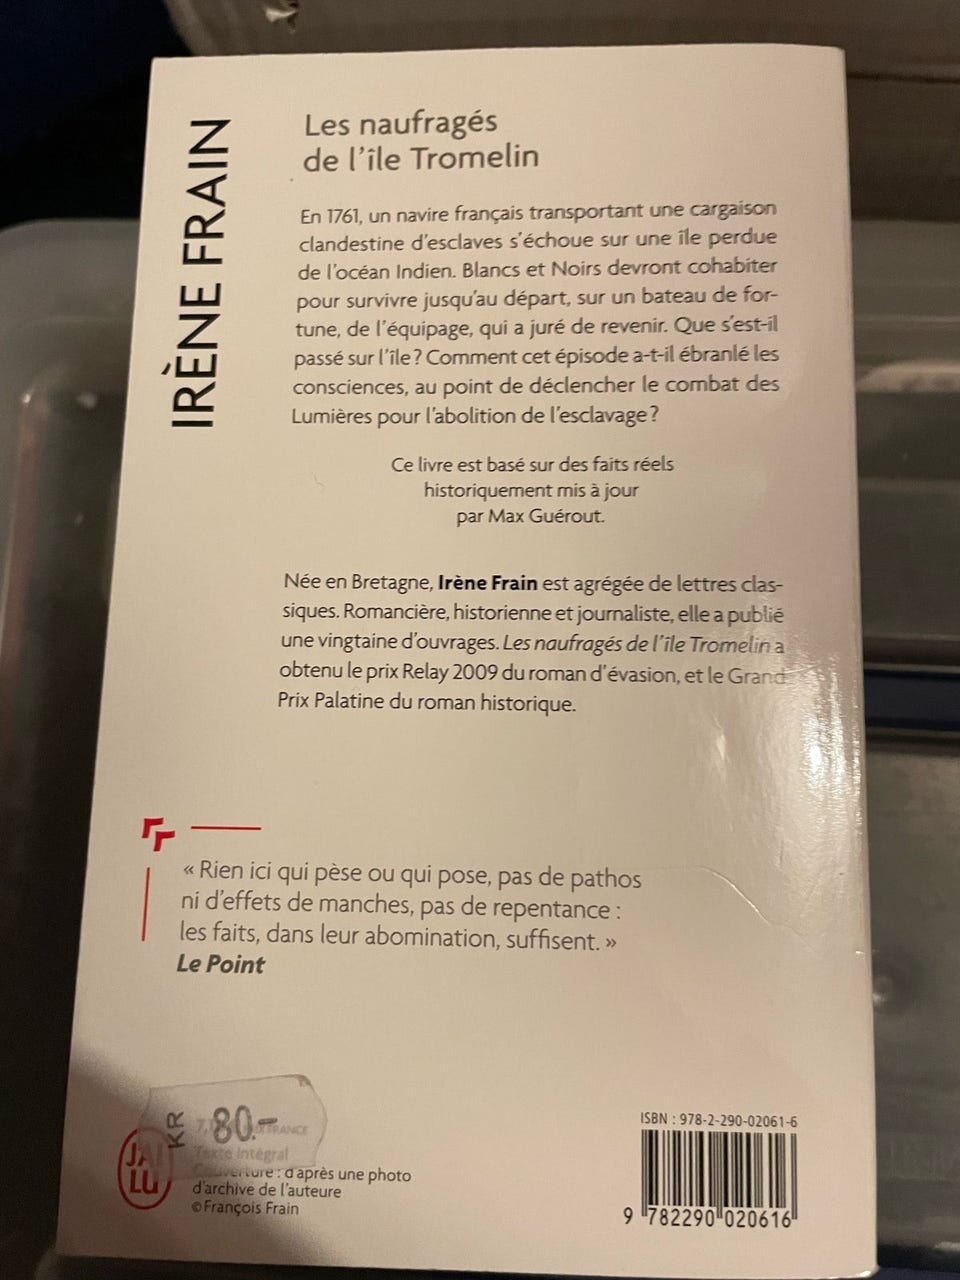 IRÈNE FRAIN
Les naufragés
de l'île Tromelin
En 1761, un navire français transportant une cargaison
clandestine d'esclaves s'échoue sur une île perdue
de l'océan Indien. Blancs et Noirs devront cohabiter
pour survivre jusqu'au départ, sur un bateau de for-
tune, de l'équipage, qui a juré de revenir. Que s'est-il
passé sur l'île ? Comment cet épisode a-t-il ébranlé les
consciences, au point de déclencher le combat des
Lumières pour l'abolition de l'esclavage ?
Ce livre est basé sur des faits réels
historiquement mis à jour
par Max Guérout.
Née en Bretagne, Irène Frain est agrégée de lettres clas-
siques. Romancière, historienne et journaliste, elle a publié
une vingtaine d'ouvrages. Les naufragés de l'île Tromelin a
obtenu le prix Relay 2009 du roman d'évasion, et le Grand
Prix Palatine du roman historique.
« Rien ici qui pèse ou qui pose, pas de pathos
ni d'effets de manches, pas de repentance :
les faits, dans leur abomination, suffisent. »
Le Point
KR 80.-
FRANCE
Texte intégral
Couverture : d'après une photo
d'archive de l'auteure
©François Frain
J'AI
LU
ISBN : 978-2-290-02061-6
9 782290 020616